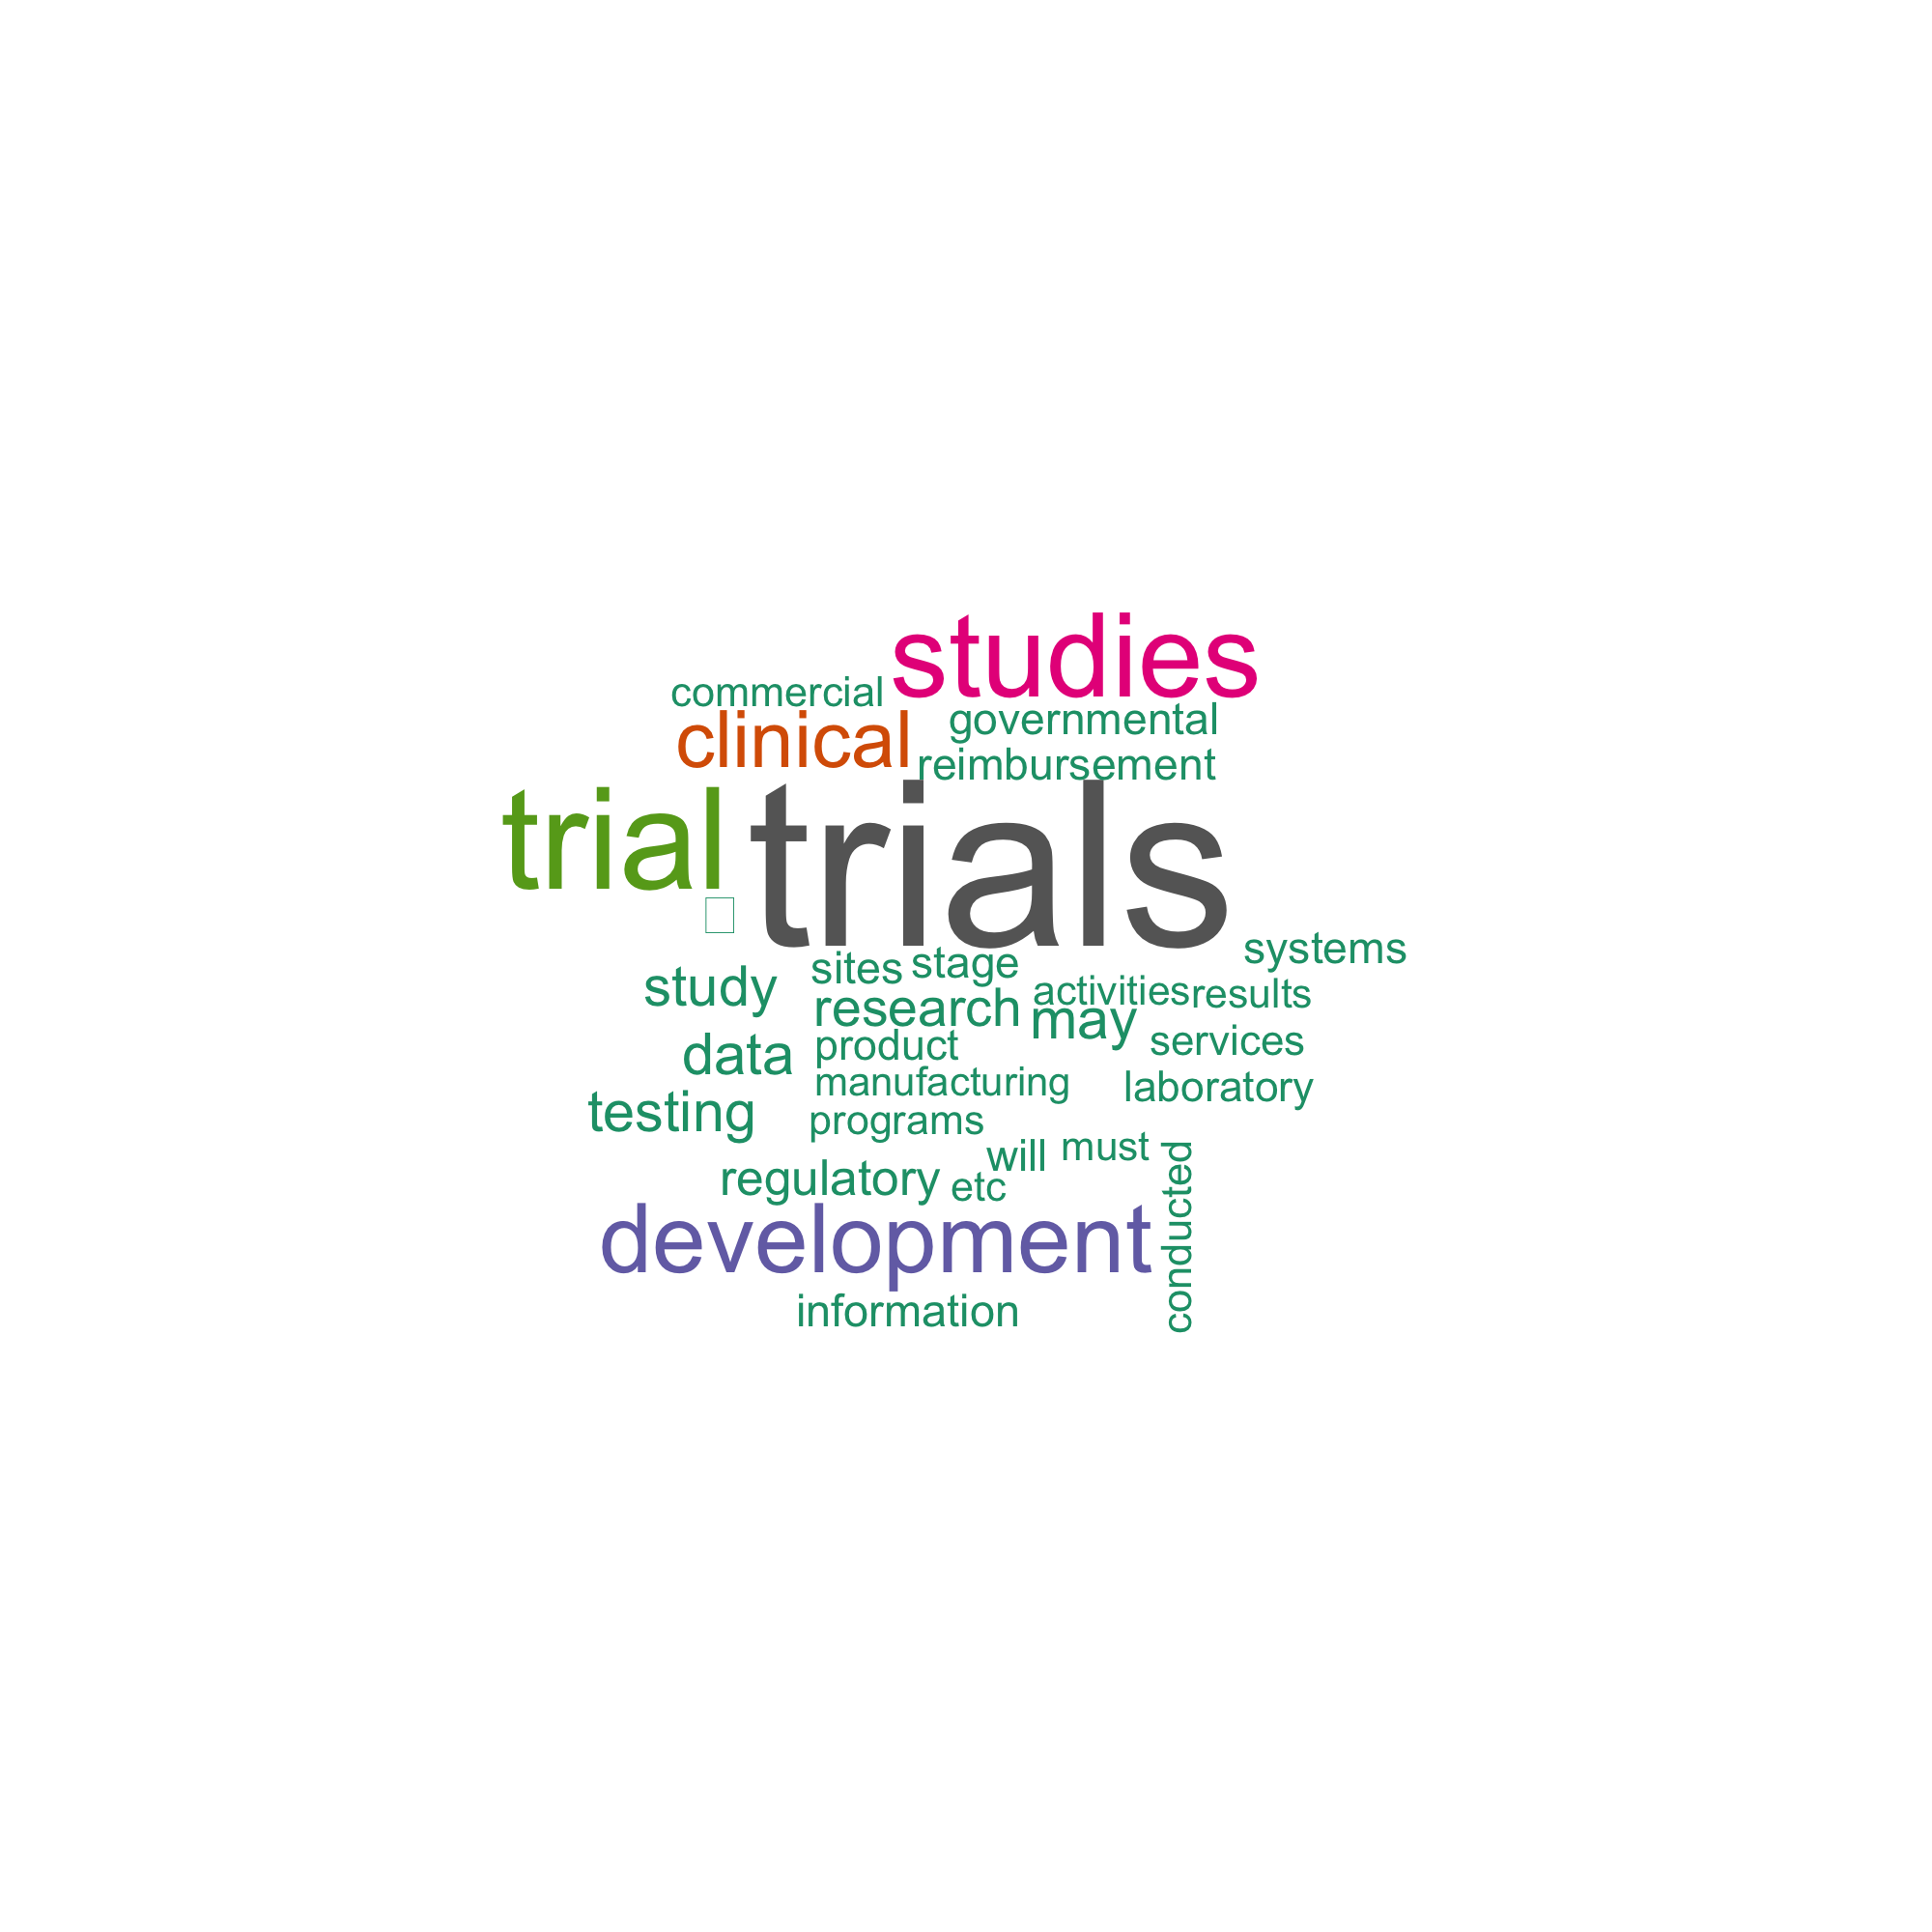 studies
commercial
clinical
governmental
reimbursement
trial
trials
systems
study
sites
stage
research
activities
results
may
data
product
services
manufacturing
laboratory
testing
programs
will
must
regulatory
etc
conducted
development
information